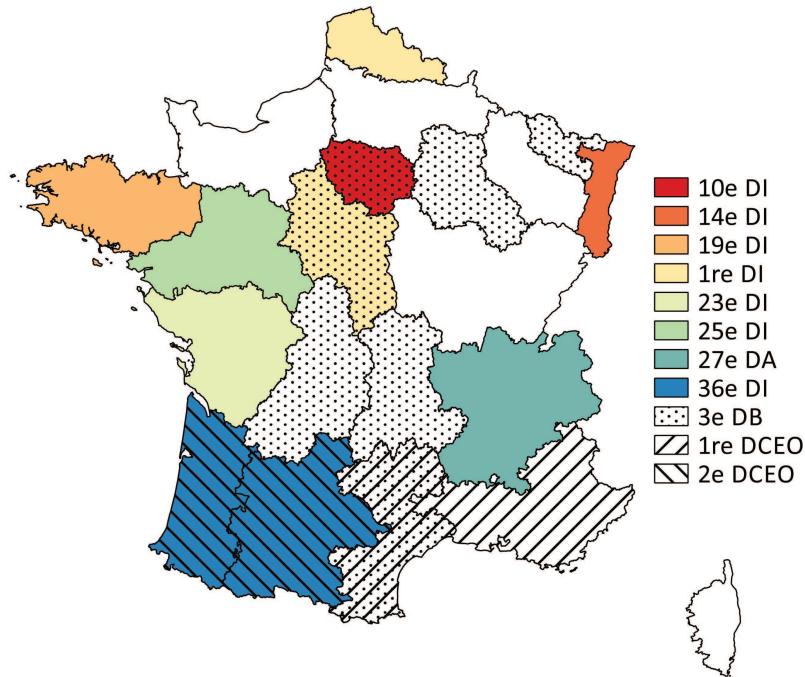 10e DI
14e DI
19e DI
1re DI
23e DI
25e DI
27e DA
36e DI
3e DB
1re DCEO
2e DCEO